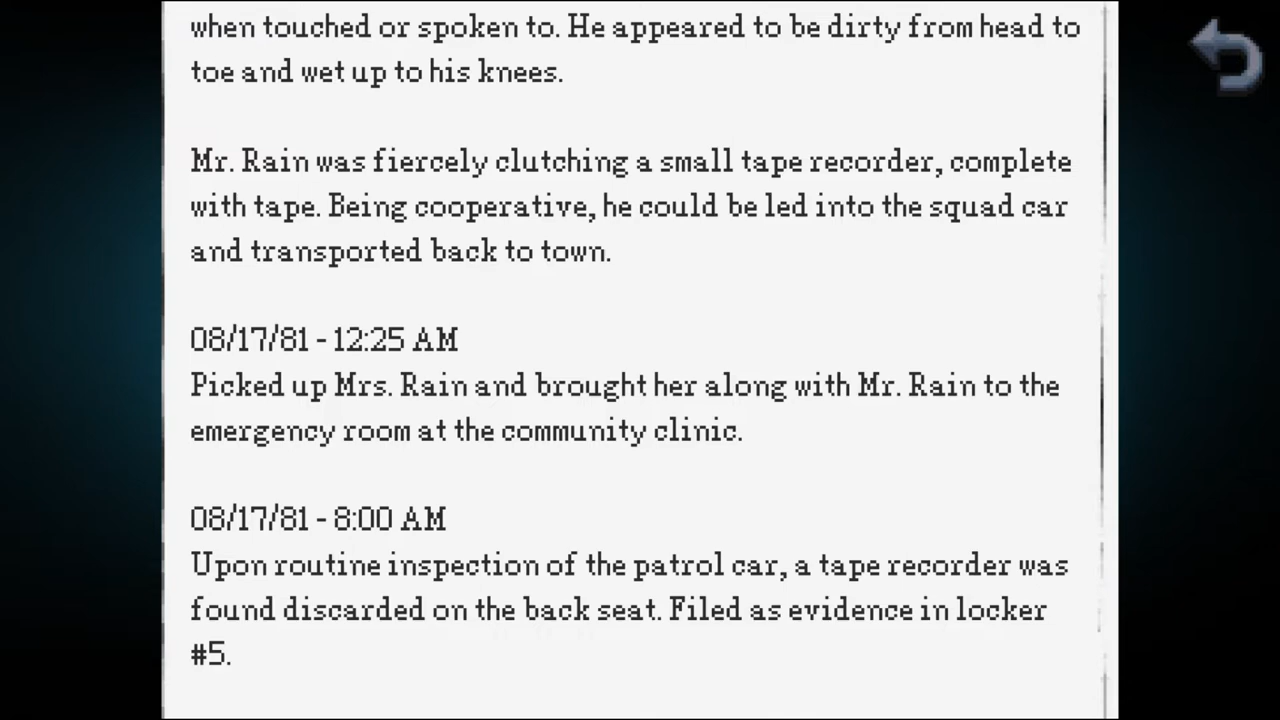 when touched or spoken to. He appeared to be dirty from head to
toe and wet up to his knees.
Mr. Rain was fiercely clutching a small tape recorder, complete
with tape. Being cooperative, he could be led into the squad car
and transported back to town.
08/17/81 - 12:25 AM
Picked up Mrs. Rain and brought her along with Mr. Rain to the
emergency room at the community clinic.
08/17/81 - 8:00 AM
Upon routine inspection of the patrol car, a tape recorder was
found discarded on the back seat. Filed as evidence in locker
#5.